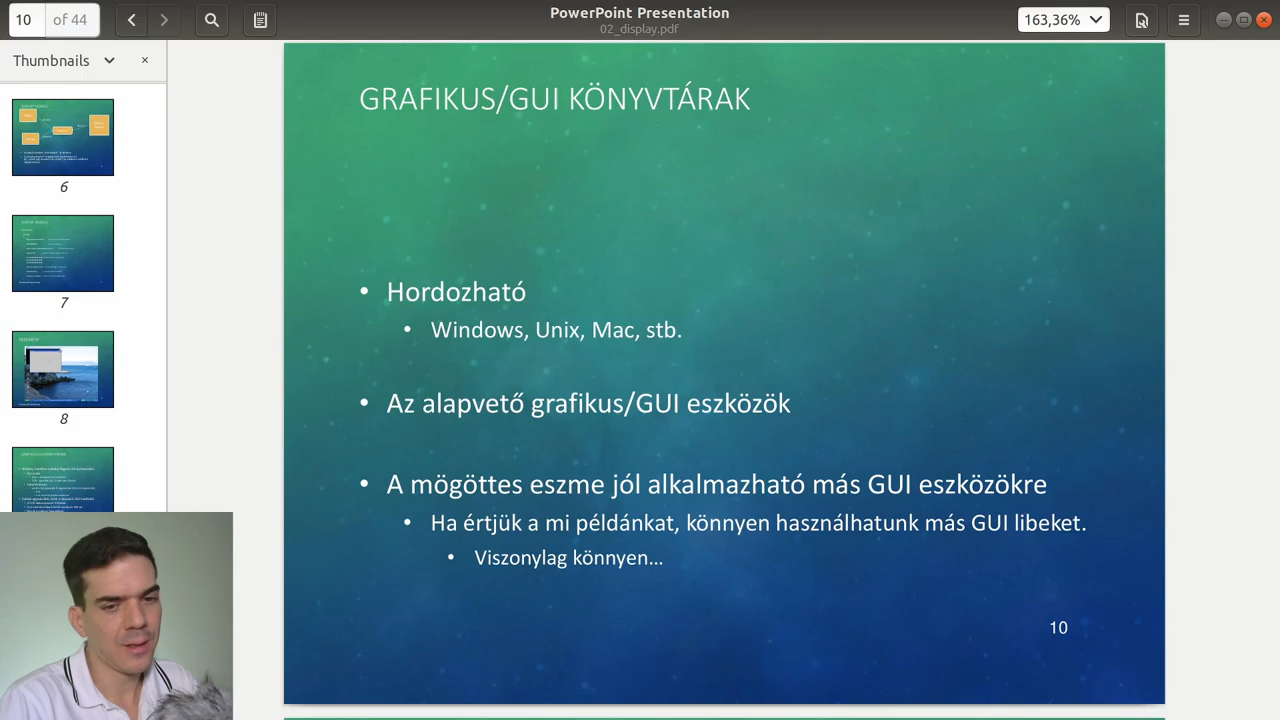 10 of 44
PowerPoint Presentation
02_display.pdf
163,36%
Thumbnails
6
7
8
GRAFIKUS/GUI KÖNYVTÁRAK
• Hordozható
• Windows, Unix, Mac, stb.
• Az alapvető grafikus/GUI eszközök
• A mögöttes eszme jól alkalmazható más GUI eszközökre
• Ha értjük a mi példánkat, könnyen használhatunk más GUI libeket.
• Viszonylag könnyen…
10